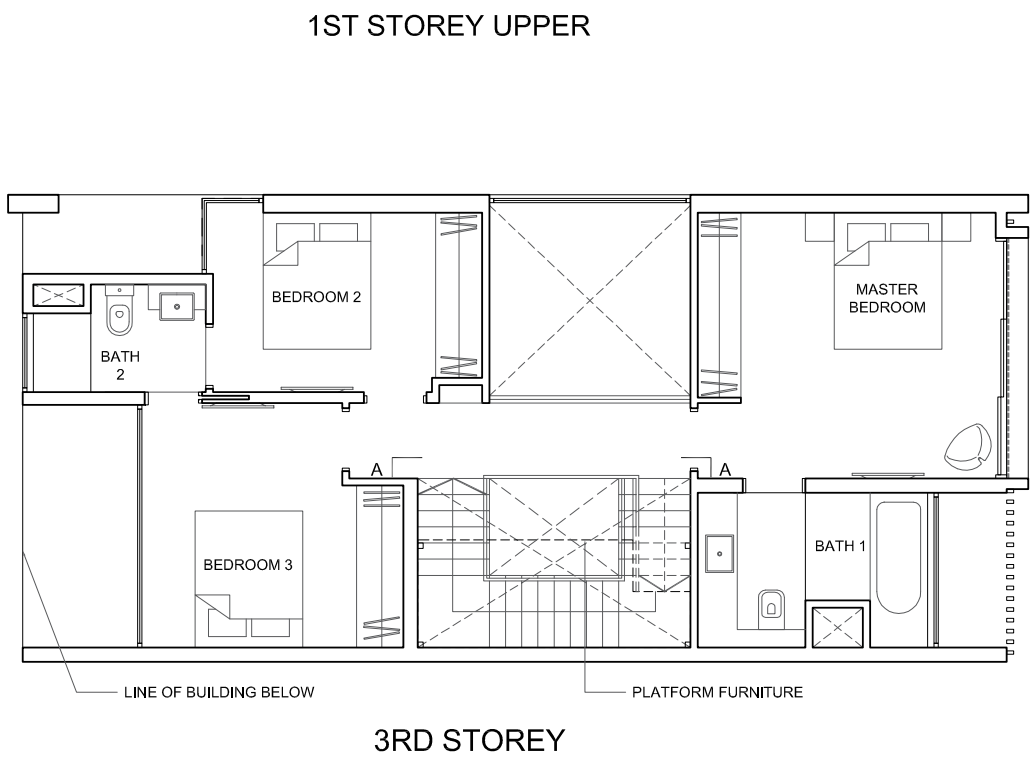 1ST STOREY UPPER
BEDROOM 2
MASTER
BEDROOM
BATH
2
A
A
BEDROOM 3
BATH 1
LINE OF BUILDING BELOW
PLATFORM FURNITURE
3RD STOREY